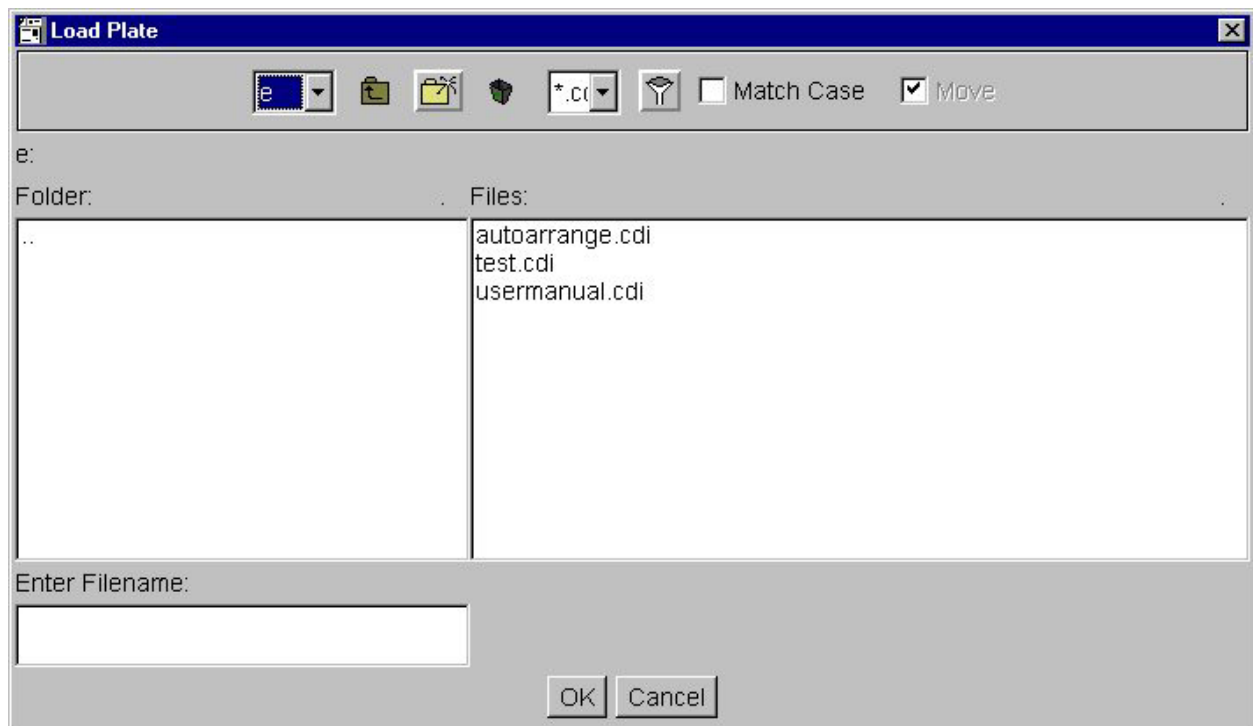 Load Plate
e *.c Match Case Move
e:
Folder: . Files: .
..
autoarrange.cdi
test.cdi
usermanual.cdi
Enter Filename:
OK Cancel